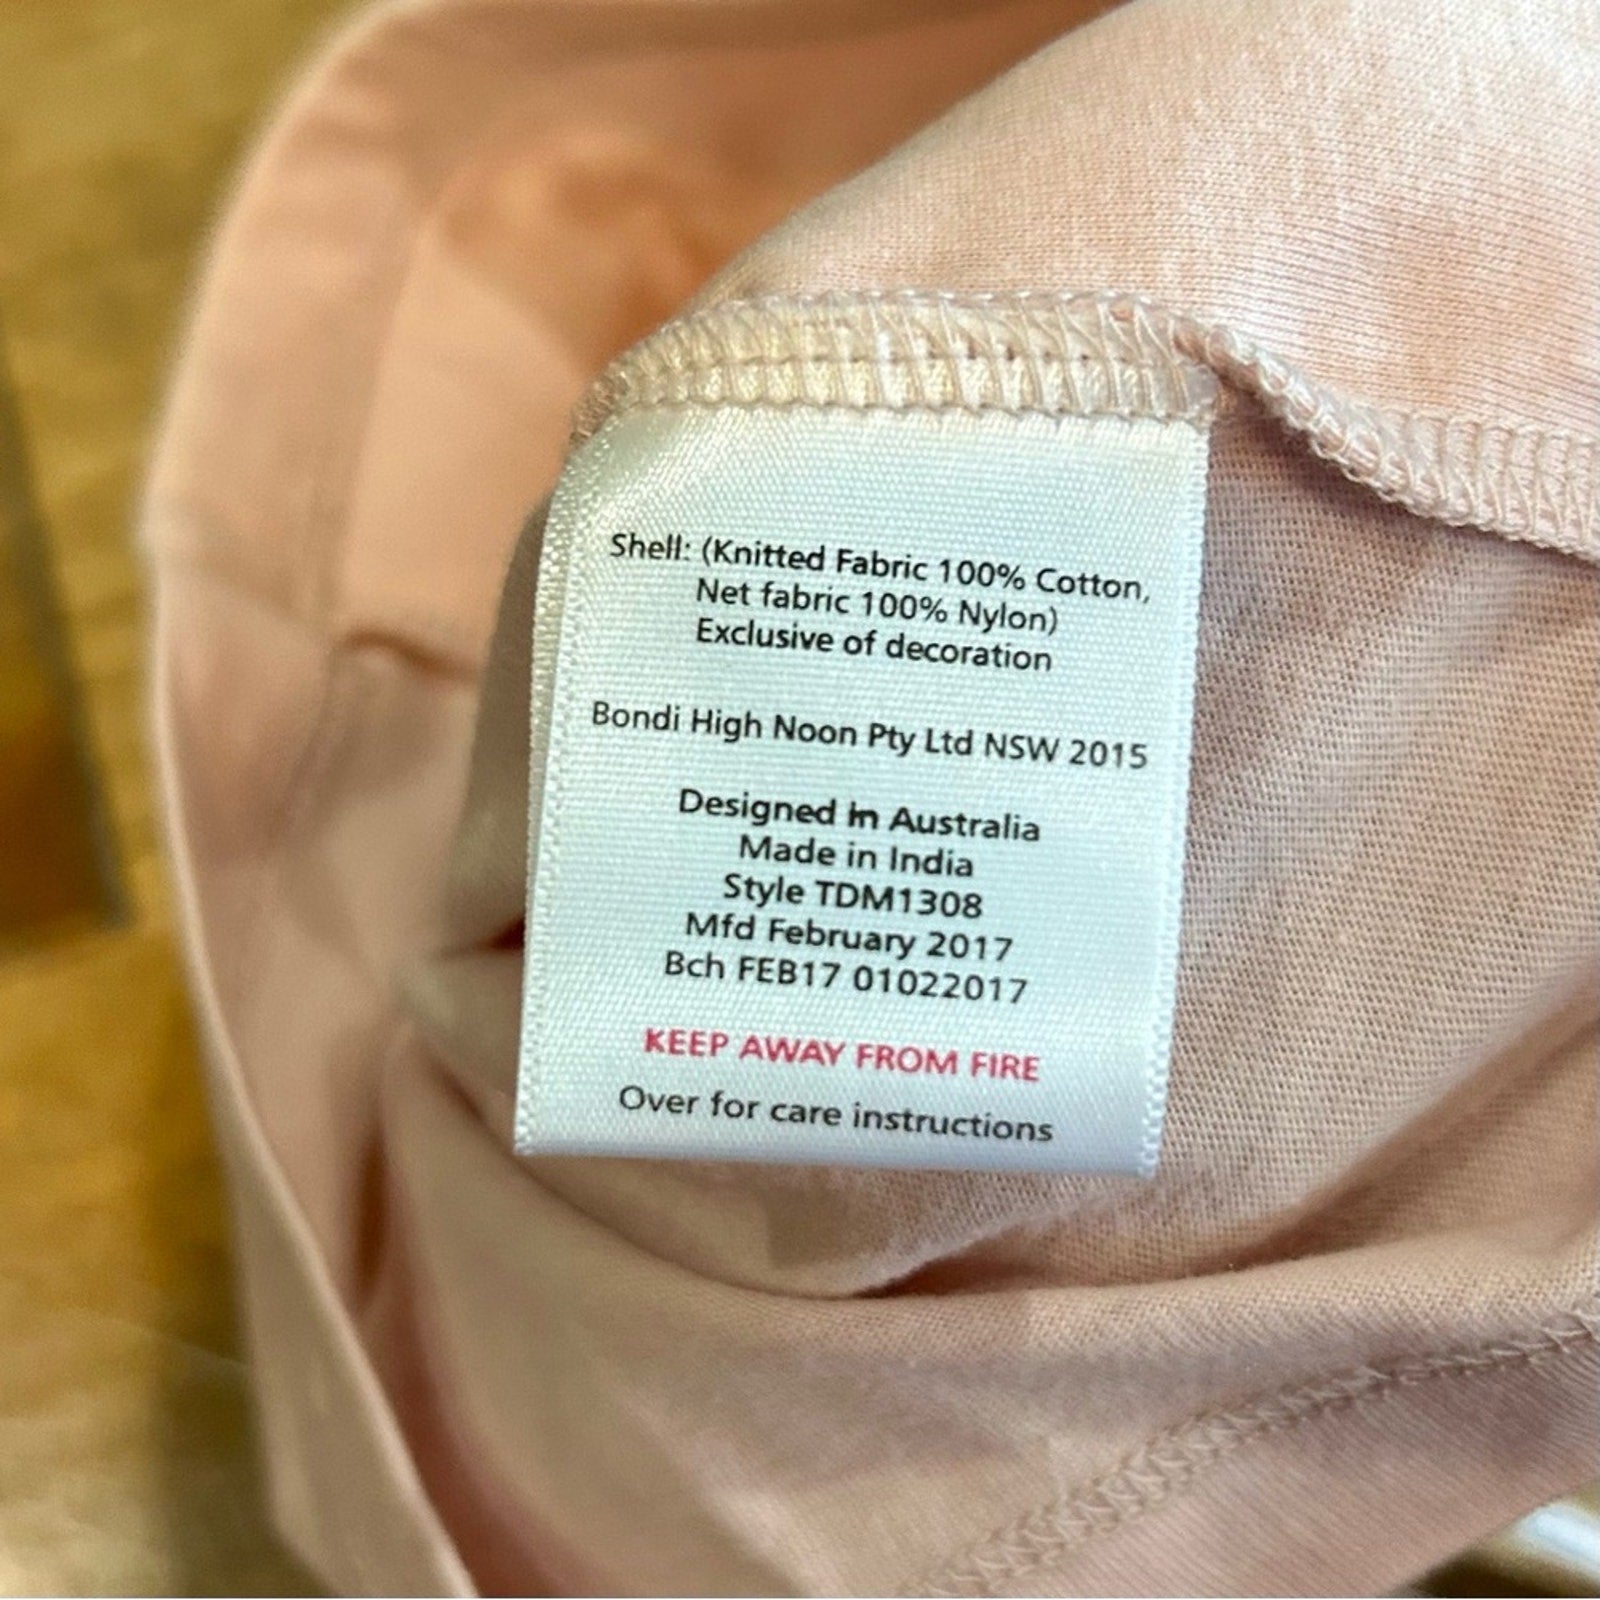 Shell: (Knitted Fabric 100% Cotton,
Net fabric 100% Nylon)
Exclusive of decoration
Bondi High Noon Pty Ltd NSW 2015
Designed in Australia
Made in India
Style TDM1308
Mfd February 2017
Bch FEB17 01022017
KEEP AWAY FROM FIRE
Over for care instructions